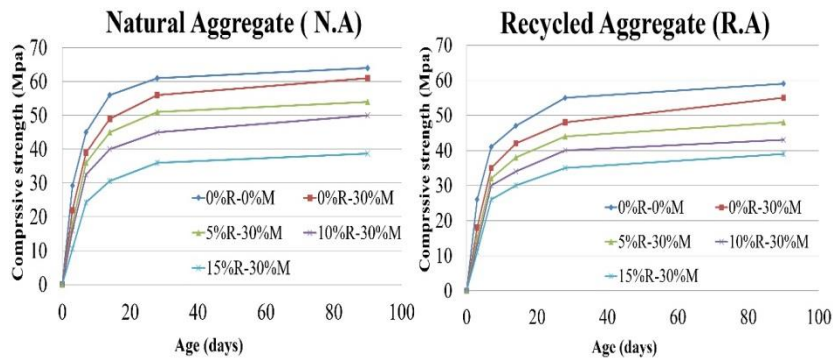 Natural Aggregate ( N.A)
Comprssive strength (Mpa)
70
60
50
40
30
20
10
0
0%R-0%M
0%R-30%M
5%R-30%M
10%R-30%M
15%R-30%M
0
20
40
60
80
100
Age (days)
Recycled Aggregate (R.A)
Comprssive strength (Mpa)
70
60
50
40
30
20
10
0
0%R-0%M
0%R-30%M
5%R-30%M
10%R-30%M
15%R-30%M
0
20
40
60
80
100
Age (days)